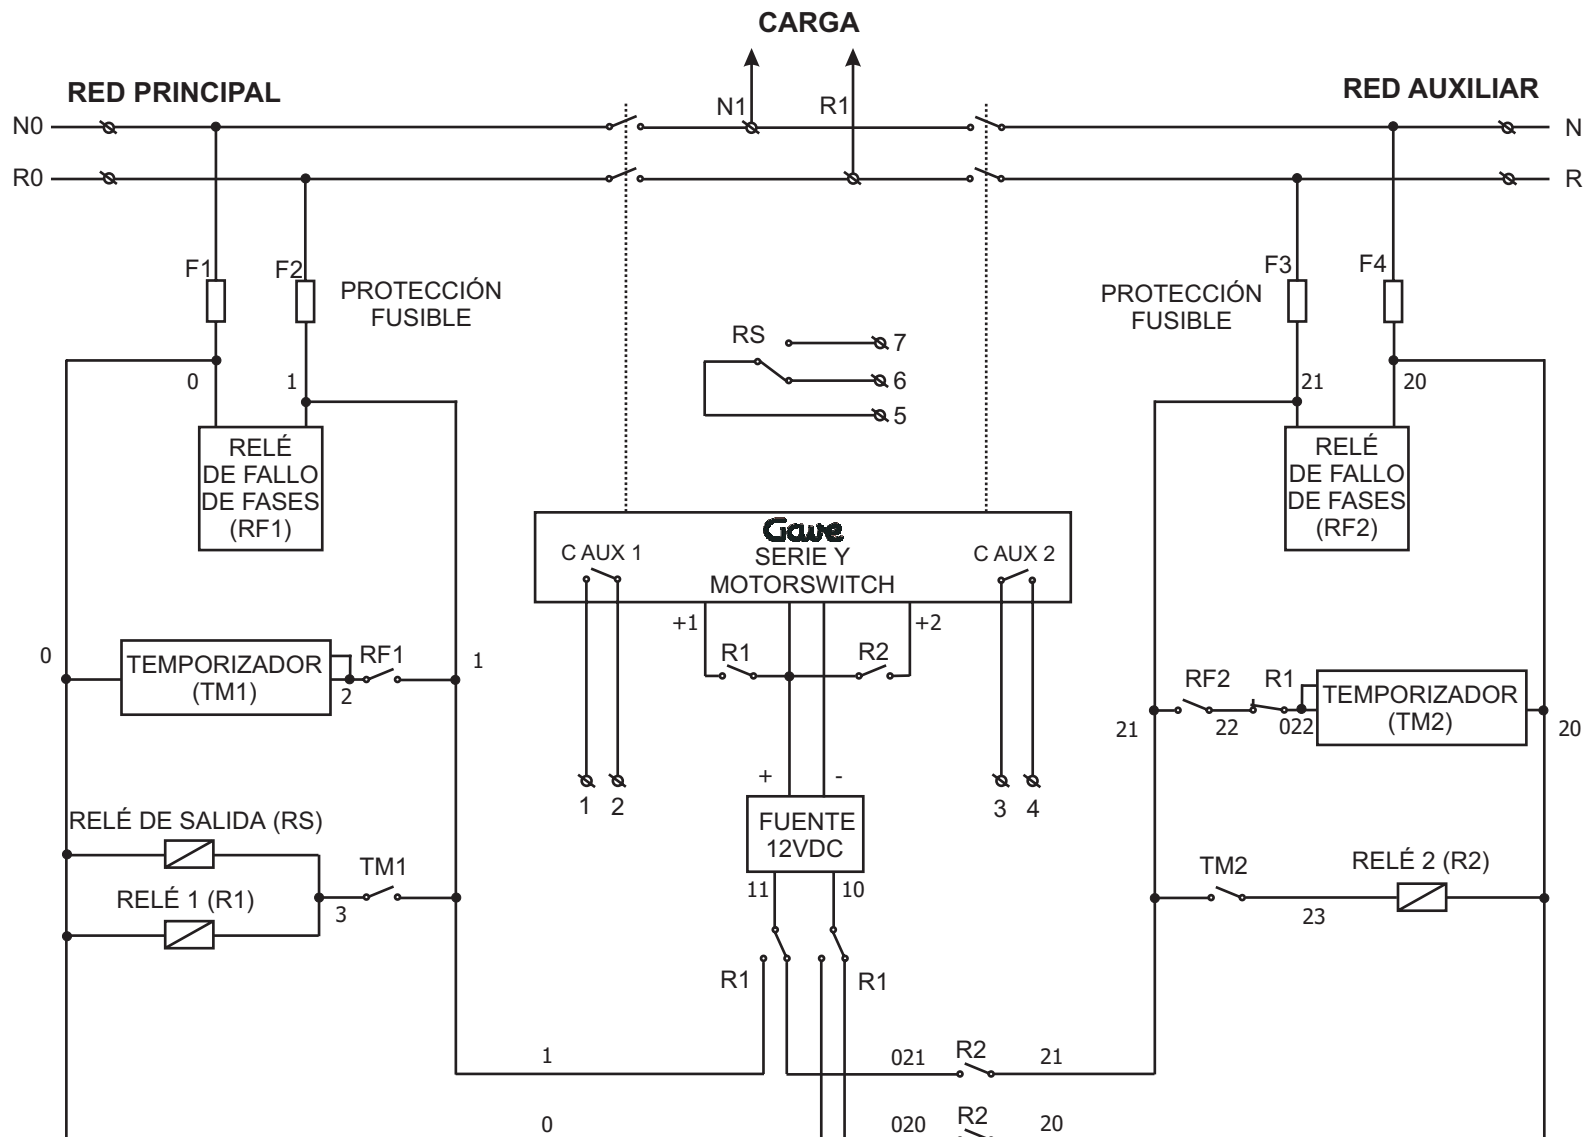 CARGA
RED PRINCIPAL
RED AUXILIAR
N0
N1
R1
N
R0
R
F1
F2
PROTECCIÓN
FUSIBLE
F3
F4
PROTECCIÓN
FUSIBLE
RS
7
6
5
0
1
21
20
RELÉ
DE FALLO
DE FASES
(RF1)
RELÉ
DE FALLO
DE FASES
(RF2)
Gave
SERIE Y
MOTORSWITCH
C AUX 1
C AUX 2
+1
+2
R1
R2
0
TEMPORIZADOR
(TM1)
RF1
2
1
RF2
R1
21
22
022
TEMPORIZADOR
(TM2)
20
+
-
1
2
3
4
FUENTE
12VDC
RELÉ DE SALIDA (RS)
TM1
RELÉ 1 (R1)
3
11
10
TM2
RELÉ 2 (R2)
23
R1
R1
1
021
R2
21
0
020
R2
20